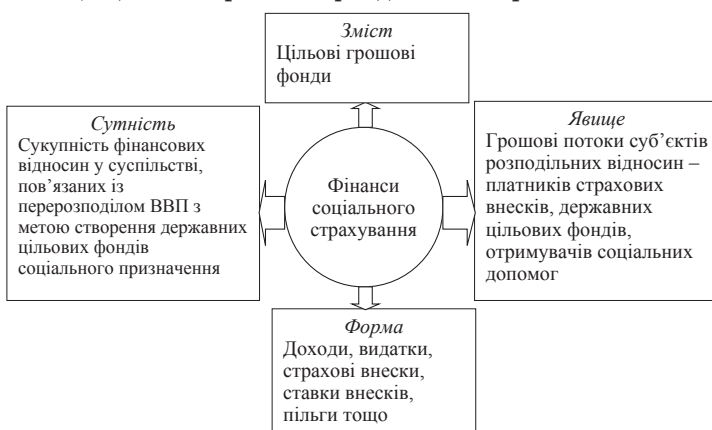 Зміст
Цільові грошові
фонди
Сутність
Сукупність фінансових
відносин у суспільстві,
пов’язаних із
перерозподілом ВВП з
метою створення державних
цільових фондів
соціального призначення
Фінанси
соціального
страхування
Явище
Грошові потоки суб’єктів
розподільних відносин –
платників страхових
внесків, державних
цільових фондів,
отримувачів соціальних
допомог
Форма
Доходи, видатки,
страхові внески,
ставки внесків,
пільги тощо